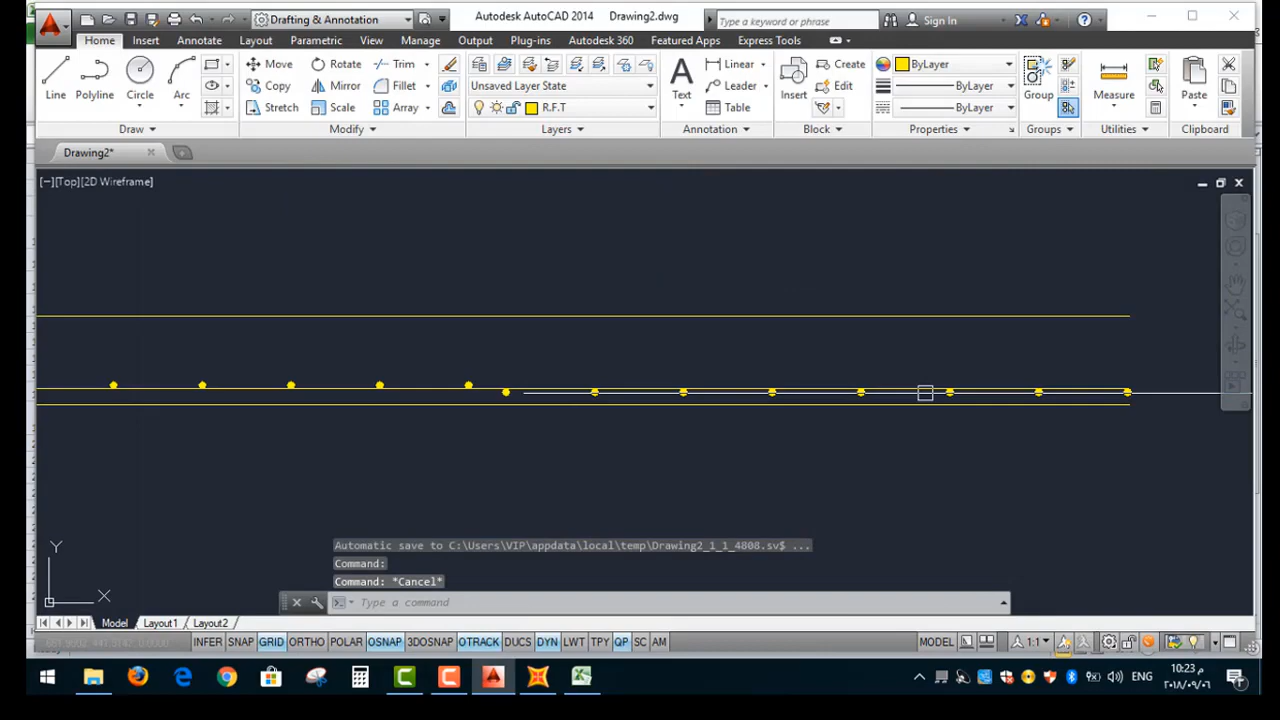 Drafting & Annotation
Autodesk AutoCAD 2014 Drawing2.dwg
Type a keyword or phrase
Sign In
Home Insert Annotate Layout Parametric View Manage Output Plug-ins Autodesk 360 Featured Apps Express Tools
Line Polyline Circle Arc
Move Rotate Trim
Copy Mirror Fillet
Stretch Scale Array
Unsaved Layer State
R.F.T
Text
Linear
Leader
Table
Insert
Create
Edit
ByLayer
ByLayer
ByLayer
Group
Measure
Paste
Draw Modify Layers Annotation Block Properties Groups Utilities Clipboard
Drawing2*
[−][Top][2D Wireframe]
Y
X
Automatic save to C:\Users\VIP\appdata\local\temp\Drawing2_1_1_4808.sv$ ...
Command:
Command: *Cancel*
Type a command
Model Layout1 Layout2
INFER SNAP GRID ORTHO POLAR OSNAP 3DOSNAP OTRACK DUCS DYN LWT TPY QP SC AM
MODEL 1:1
ENG
10:23 م
٢٠١٨/٠٩/٠٦